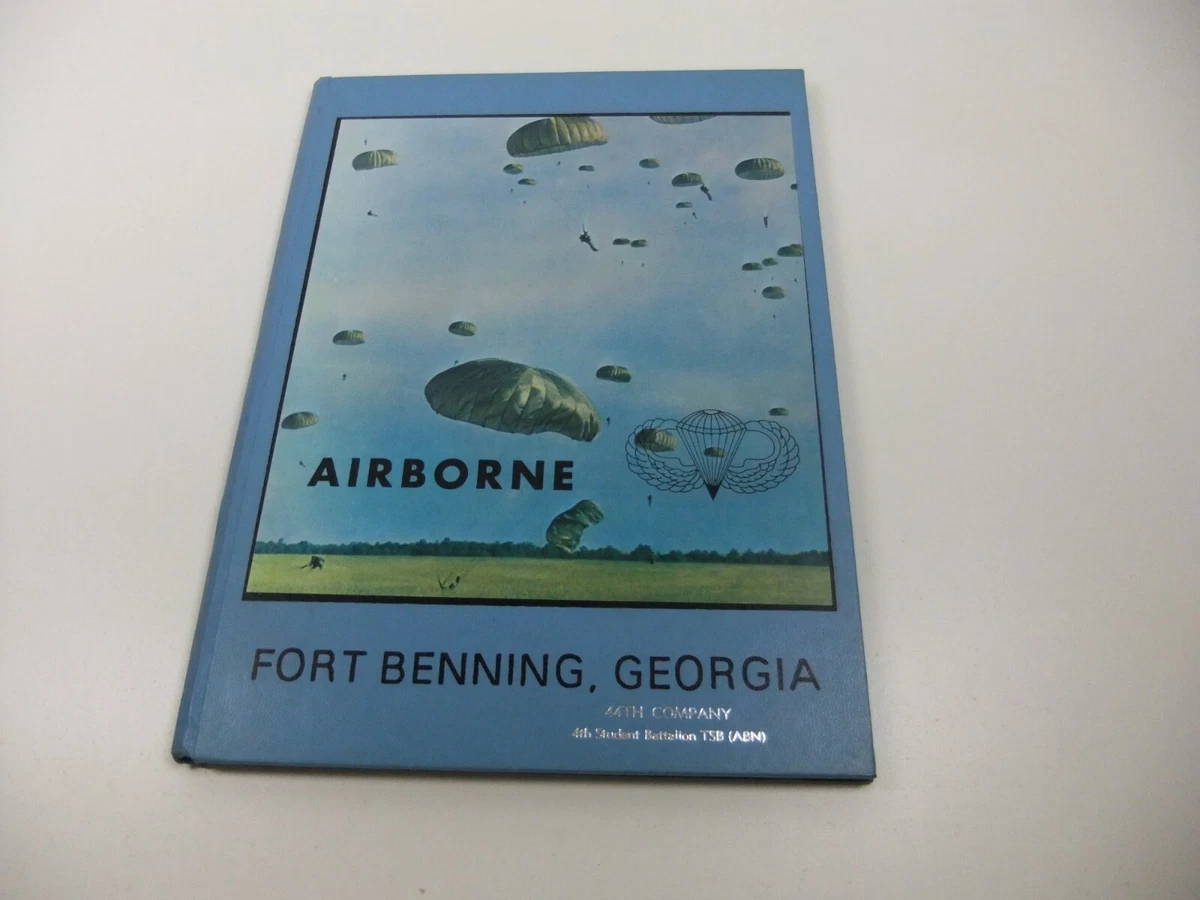 AIRBORNE
FORT BENNING, GEORGIA
44TH COMPANY
4th Student Battalion TSB (ABN)